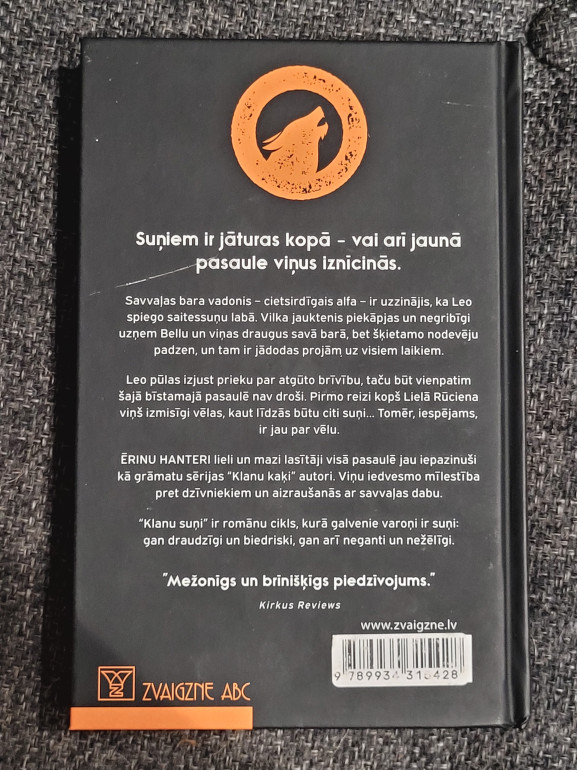 Suņiem ir jāturas kopā – vai arī jaunā
pasaule viņus iznīcinās.
Savvaļas bara vadonis – cietsirdīgais alfa – ir uzzinājis, ka Leo
spiego saitessuņu labā. Vilka jauktenis piekāpjas un negribīgi
uzņem Bellu un viņas draugus savā barā, bet šķietamo nodevēju
padzen, un tam ir jādodas projām uz visiem laikiem.
Leo pūlas izjust prieku par atgūto brīvību, taču būt vienpatim
šajā bīstamajā pasaulē nav droši. Pirmo reizi kopš Lielā Rūciena
viņš izmisīgi vēlas, kaut līdzās būtu citi suņi... Tomēr, iespējams,
ir jau par vēlu.
ĒRINU HANTERI lieli un mazi lasītāji visā pasaulē jau iepazinuši
kā grāmatu sērijas “Klanu kaķi” autori. Viņu iedvesmo mīlestība
pret dzīvniekiem un aizraušanās ar savvaļas dabu.
“Klanu suņi” ir romānu cikls, kurā galvenie varoņi ir suņi:
gan draudzīgi un biedriski, gan arī neganti un nežēlīgi.
"Mežonīgs un brīnišķīgs piedzīvojums."
Kirkus Reviews
www.zvaigzne.lv
9 789934 315428
ZVAIGZNE ABC